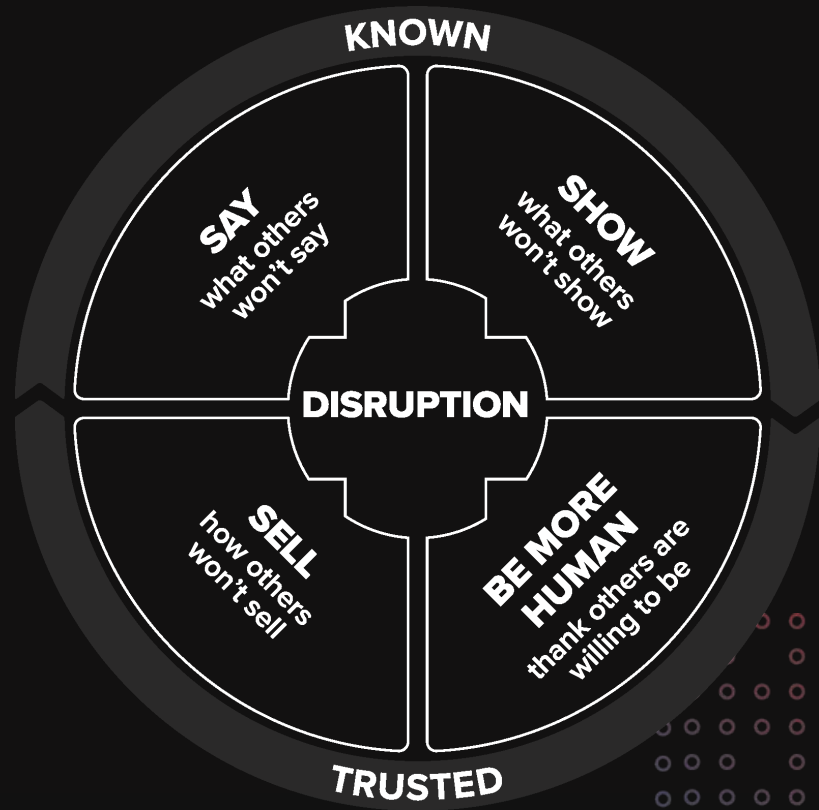 KNOWN
SAY
what others
won't say
SHOW
what others
won't show
DISRUPTION
SELL
how others
won't sell
BE MORE
HUMAN
thank others are
willing to be
TRUSTED